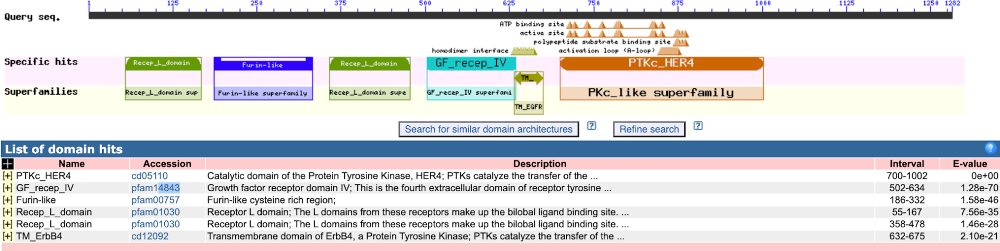 1 125 250 375 500 625 750 875 1000 1125 1250 1282
Query seq.
ATP binding site
active site
polypeptide substrate binding site
homodimer interface activation loop (A-loop)
Specific hits Recep_L_domain Furin-like Recep_L_domain GF_recep_IV PTKc_HER4
TM_
Superfamilies Recep_L_domain sup Furin-like superfamily Recep_L_domain supe GF_recep_IV superfami PKc_like superfamily
TM_EGFR
Search for similar domain architectures ? Refine search ?
List of domain hits ?
+ Name Accession Description Interval E-value
[+] PTKc_HER4 cd05110 Catalytic domain of the Protein Tyrosine Kinase, HER4; PTKs catalyze the transfer of the ... 700-1002 0e+00
[+] GF_recep_IV pfam14843 Growth factor receptor domain IV; This is the fourth extracellular domain of receptor tyrosine ... 502-634 1.28e-70
[+] Furin-like pfam00757 Furin-like cysteine rich region; 186-332 1.58e-46
[+] Recep_L_domain pfam01030 Receptor L domain; The L domains from these receptors make up the bilobal ligand binding site. ... 55-167 7.56e-35
[+] Recep_L_domain pfam01030 Receptor L domain; The L domains from these receptors make up the bilobal ligand binding site. ... 358-478 1.46e-28
[+] TM_ErbB4 cd12092 Transmembrane domain of ErbB4, a Protein Tyrosine Kinase; PTKs catalyze the transfer of the ... 632-675 2.10e-21